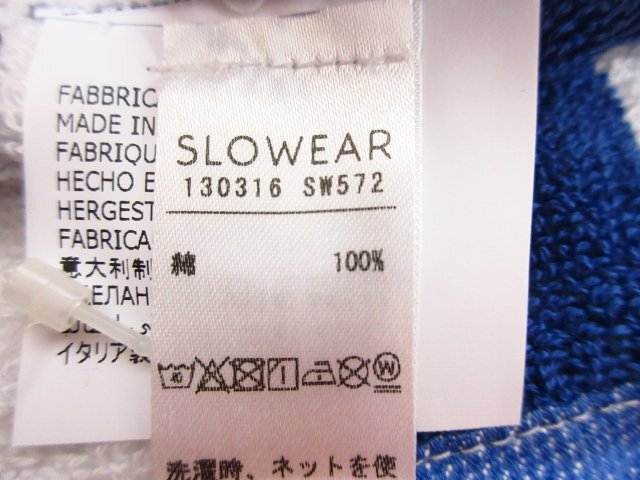 FABBRIC
MADE IN
FABRIQU
HECHO E
HERGEST
FABRICA
意大利制
イタリア製
SLOWEAR
130316 SW572
綿 100%
40
W
洗濯時、ネットを使